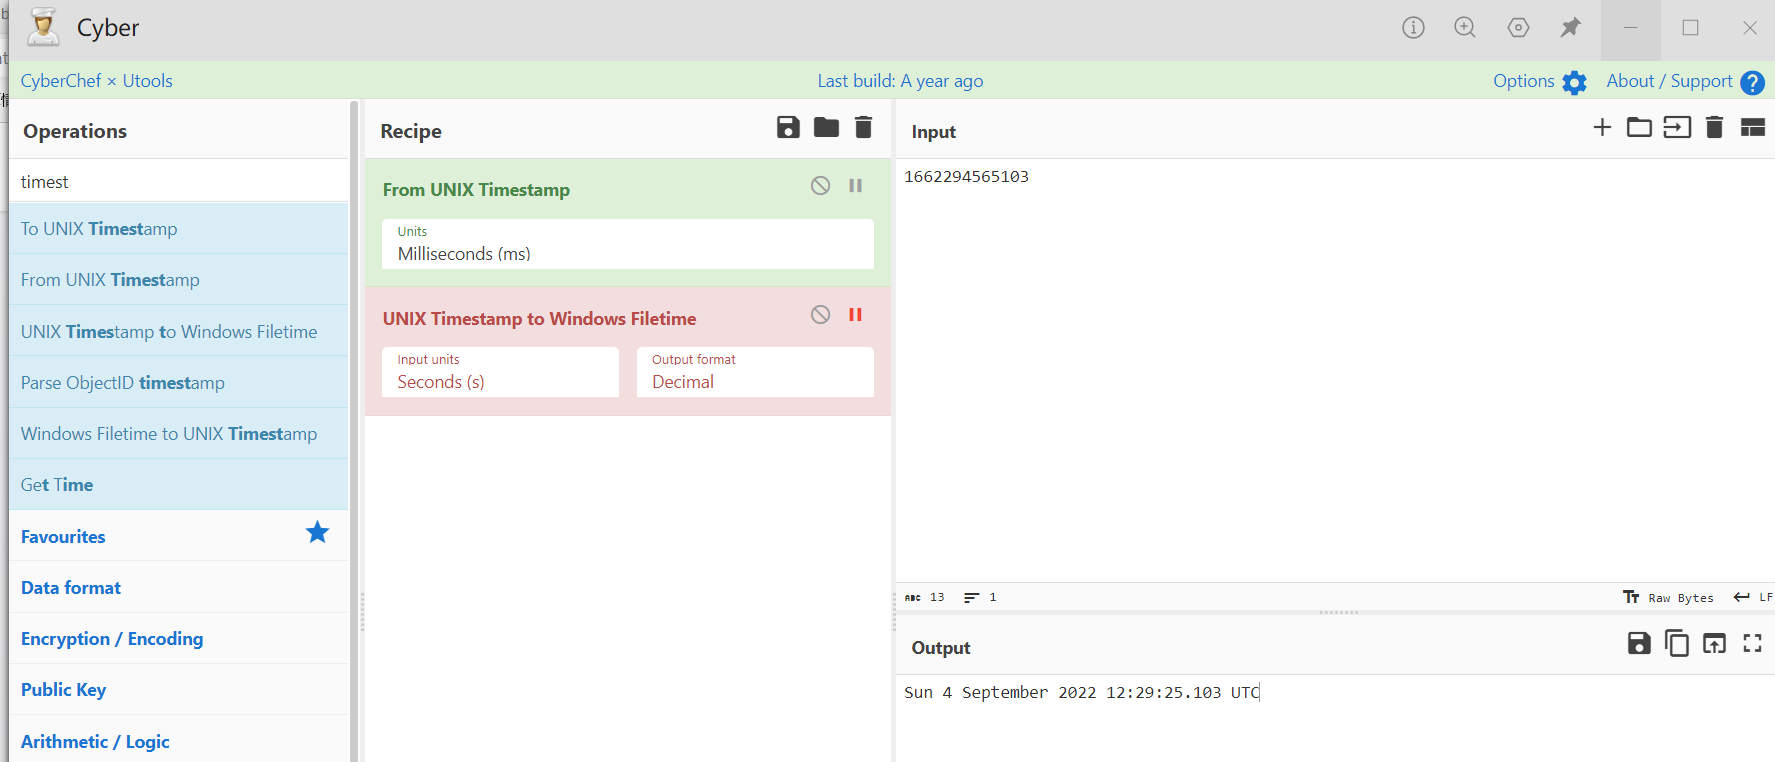 Cyber
CyberChef × Utools
Last build: A year ago
Options
About / Support
Operations
timest
To UNIX Timestamp
From UNIX Timestamp
UNIX Timestamp to Windows Filetime
Parse ObjectID timestamp
Windows Filetime to UNIX Timestamp
Get Time
Favourites
Data format
Encryption / Encoding
Public Key
Arithmetic / Logic
Recipe
From UNIX Timestamp
Units
Milliseconds (ms)
UNIX Timestamp to Windows Filetime
Input units
Seconds (s)
Output format
Decimal
Input
1662294565103
ABC 13
1
Raw Bytes
LF
Output
Sun 4 September 2022 12:29:25.103 UTC